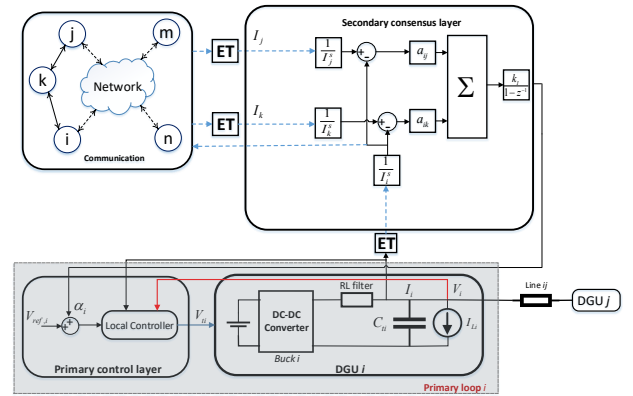 j
m
k
Network
i
n
Communication
ET
ET
I_j
I_k
Secondary consensus layer
1
I_j^s
+
-
a_ij
1
I_k^s
+
-
a_ik
Σ
k_I
1-z^-1
1
I_i^s
ET
V_ref,i
α_i
+
+
Local Controller
V_ti
Primary control layer
DC-DC
Converter
Buck i
RL filter
I_i
V_i
C_ti
I_Li
DGU i
Line ij
DGU j
Primary loop i